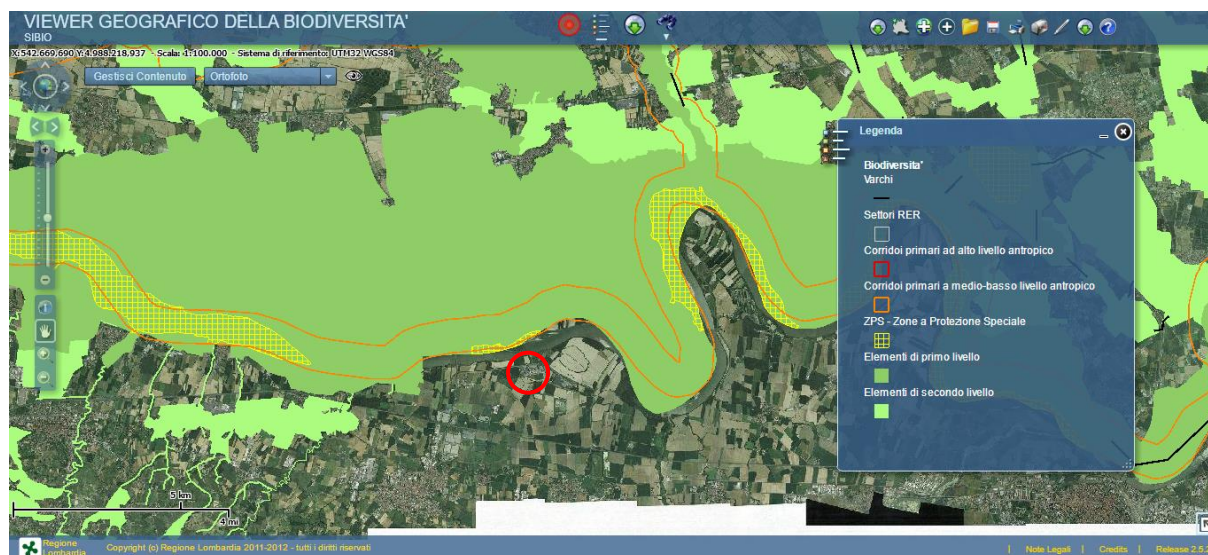 VIEWER GEOGRAFICO DELLA BIODIVERSITA'
SIBIO
X:542.669,690 Y:4.988.218,937 - Scala: 1:100.000 - Sistema di riferimento: UTM32 WGS84
Gestisci Contenuto
Ortofoto
Legenda
Biodiversita'
Varchi
Settori RER
Corridoi primari ad alto livello antropico
Corridoi primari a medio-basso livello antropico
ZPS - Zone a Protezione Speciale
Elementi di primo livello
Elementi di secondo livello
5 km
4 mi
Regione
Lombardia
Copyright (c) Regione Lombardia 2011-2012 - tutti i diritti riservati
Note Legali | Credits | Release 2.5.